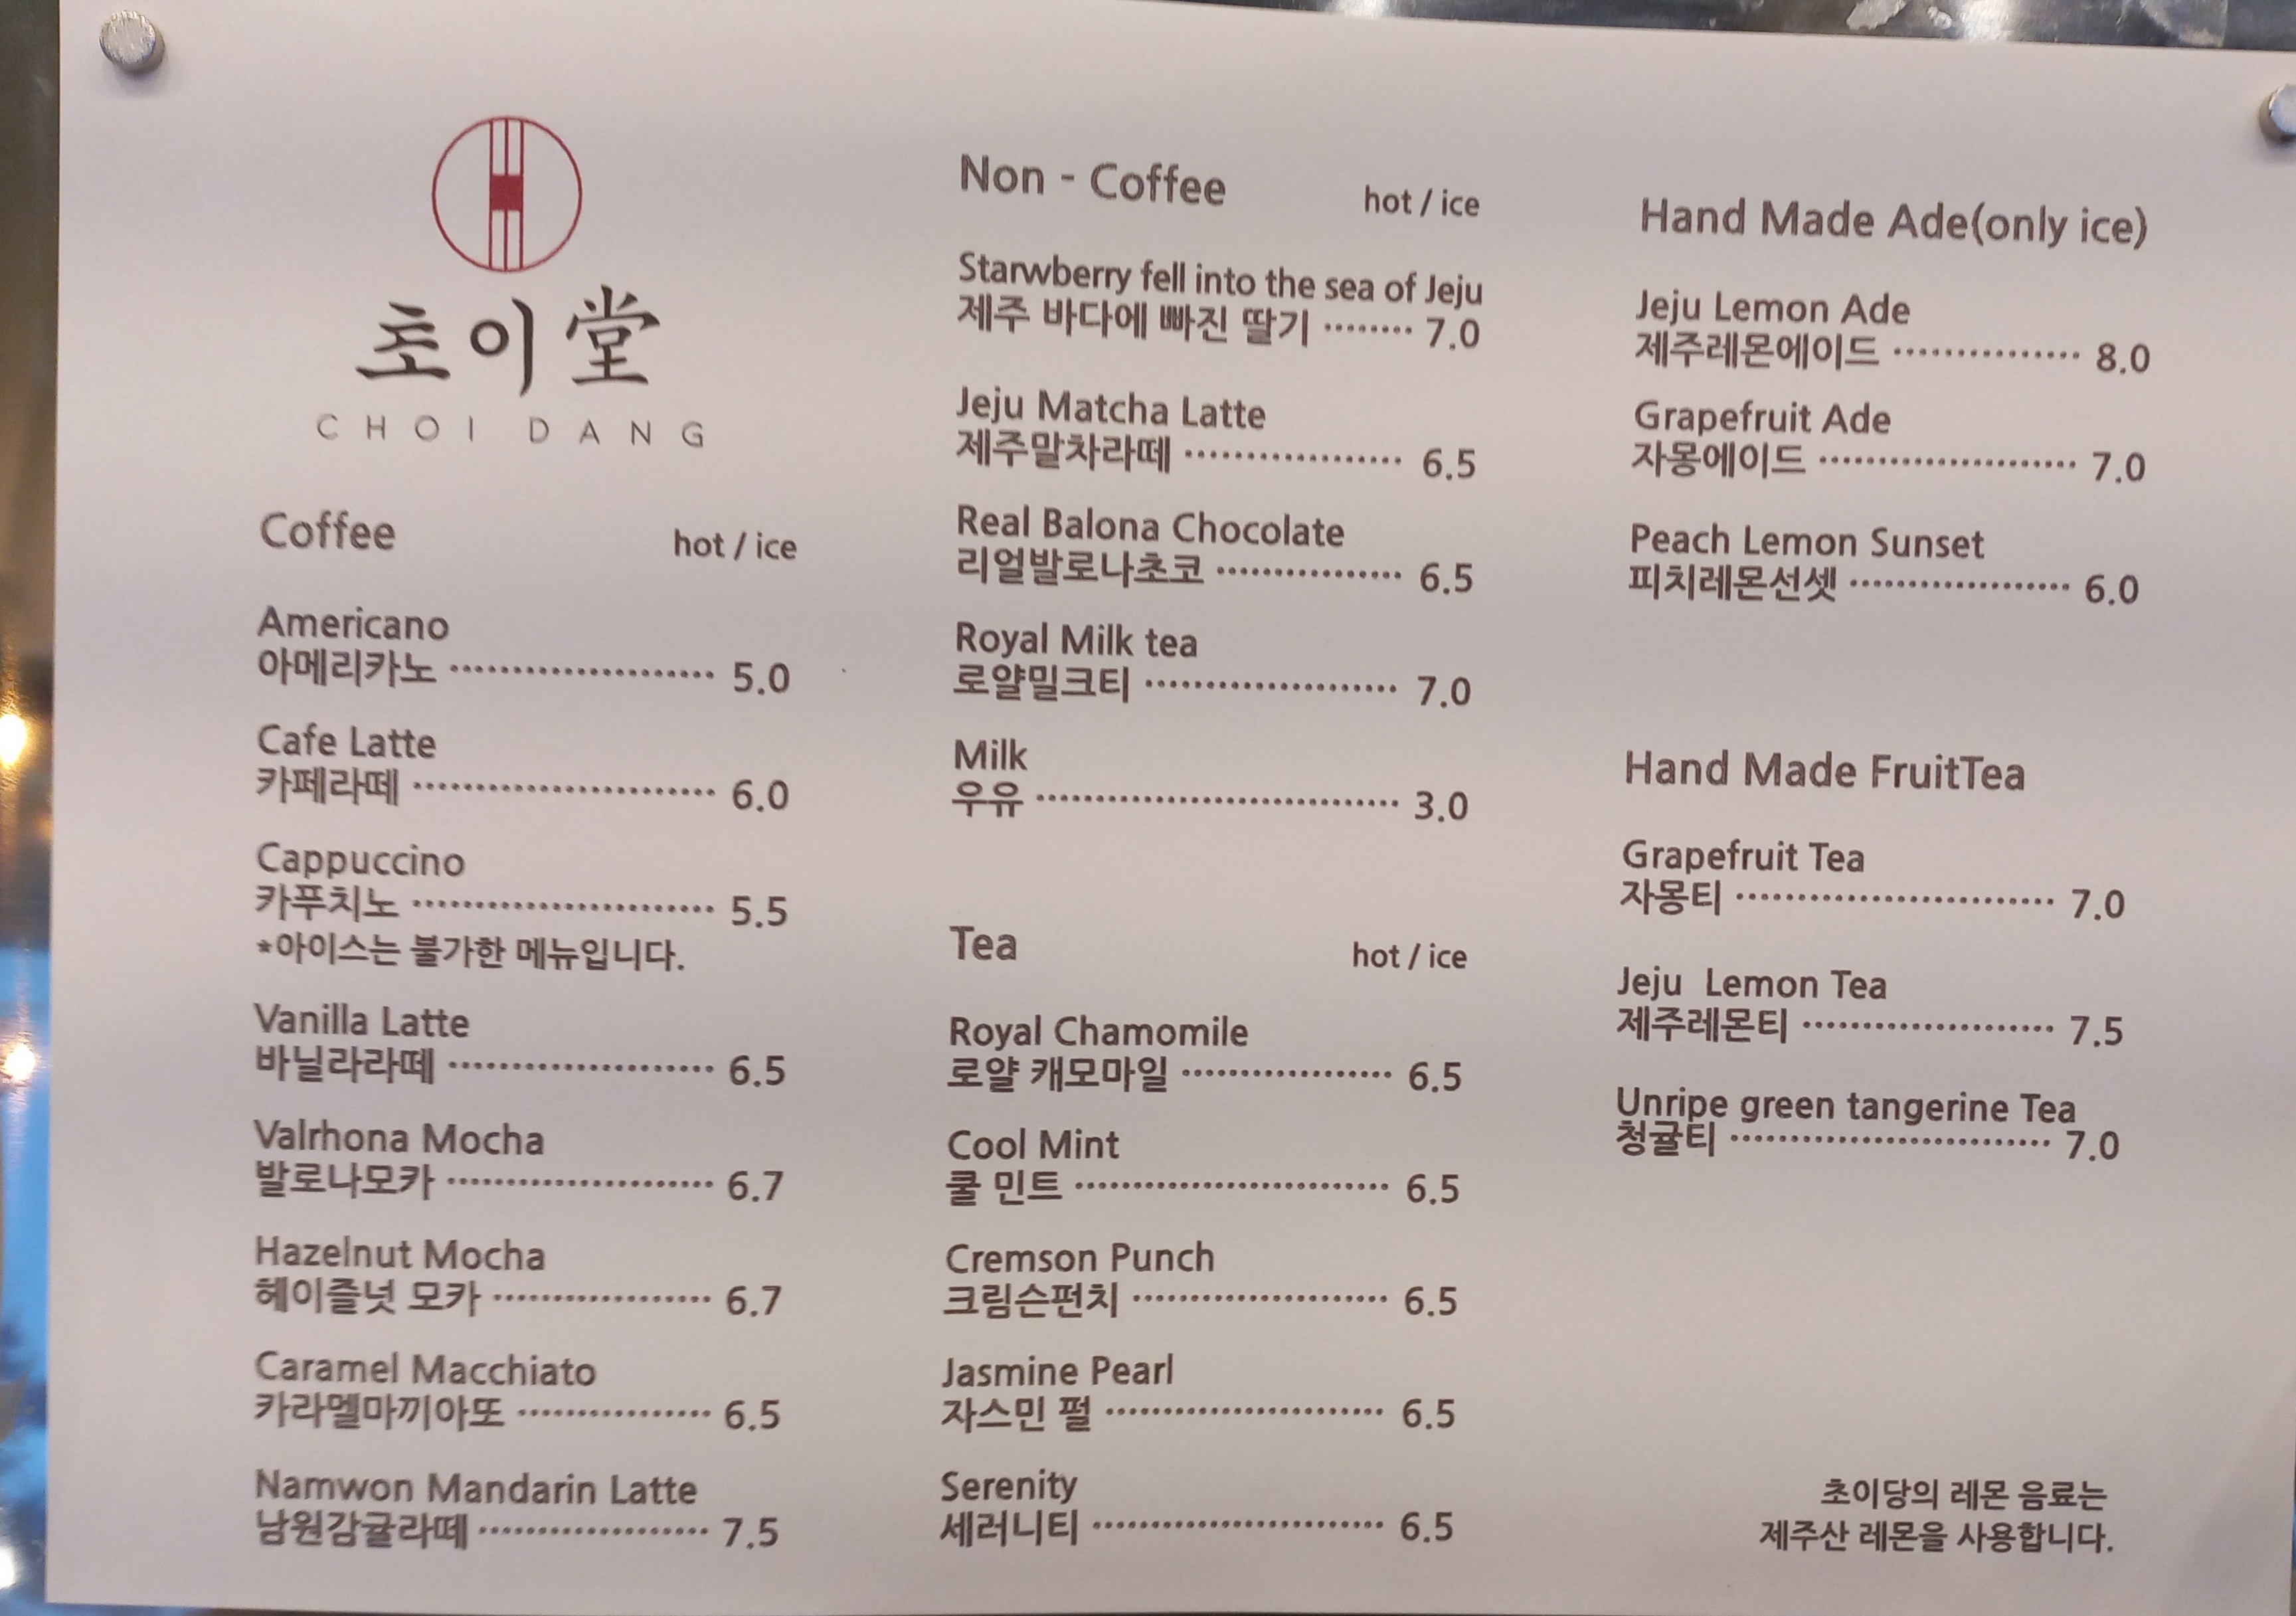 초이堂
CHOI DANG
Coffee hot / ice
Americano
아메리카노 ····················· 5.0
Cafe Latte
카페라떼 ························ 6.0
Cappuccino
카푸치노 ························ 5.5
*아이스는 불가한 메뉴입니다.
Vanilla Latte
바닐라라떼 ····················· 6.5
Valrhona Mocha
발로나모카 ····················· 6.7
Hazelnut Mocha
헤이즐넛 모카 ·················· 6.7
Caramel Macchiato
카라멜마끼아또 ················ 6.5
Namwon Mandarin Latte
남원감귤라떼 ··················· 7.5
Non - Coffee hot / ice
Starwberry fell into the sea of Jeju
제주 바다에 빠진 딸기 ········ 7.0
Jeju Matcha Latte
제주말차라떼 ·················· 6.5
Real Balona Chocolate
리얼발로나초코 ················ 6.5
Royal Milk tea
로얄밀크티 ····················· 7.0
Milk
우유 ······························ 3.0
Tea hot / ice
Royal Chamomile
로얄 캐모마일 ·················· 6.5
Cool Mint
쿨 민트 ·························· 6.5
Cremson Punch
크림슨펀치 ····················· 6.5
Jasmine Pearl
자스민 펄 ······················· 6.5
Serenity
세러니티 ························ 6.5
Hand Made Ade(only ice)
Jeju Lemon Ade
제주레몬에이드 ················ 8.0
Grapefruit Ade
자몽에이드 ······················ 7.0
Peach Lemon Sunset
피치레몬선셋 ··················· 6.0
Hand Made FruitTea
Grapefruit Tea
자몽티 ··························· 7.0
Jeju  Lemon Tea
제주레몬티 ····················· 7.5
Unripe green tangerine Tea
청귤티 ··························· 7.0
초이당의 레몬 음료는
제주산 레몬을 사용합니다.